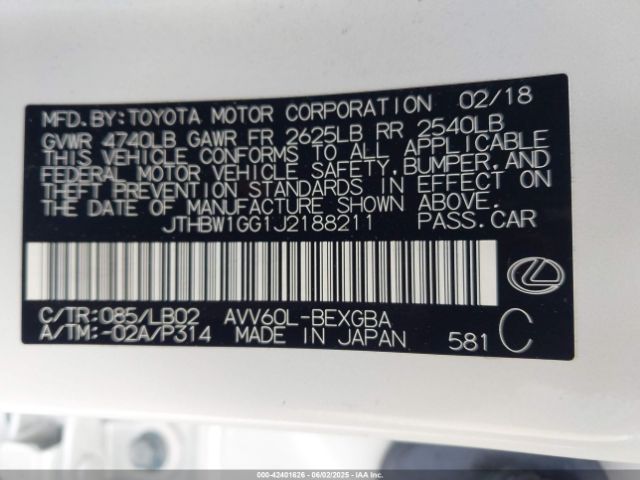 MFD.BY:TOYOTA MOTOR CORPORATION 02/18
GVWR 4740LB GAWR FR 2625LB RR 2540LB
THIS VEHICLE CONFORMS TO ALL APPLICABLE
FEDERAL MOTOR VEHICLE SAFETY,BUMPER,AND
THEFT PREVENTION STANDARDS IN EFFECT ON
THE DATE OF MANUFACTURE SHOWN ABOVE.
JTHBW1GG1J2188211 PASS.CAR
C/TR:085/LB02 AVV60L-BEXGBA
A/TM:-02A/P314 MADE IN JAPAN 581 C
000-42401626 - 06/02/2025 - IAA Inc.